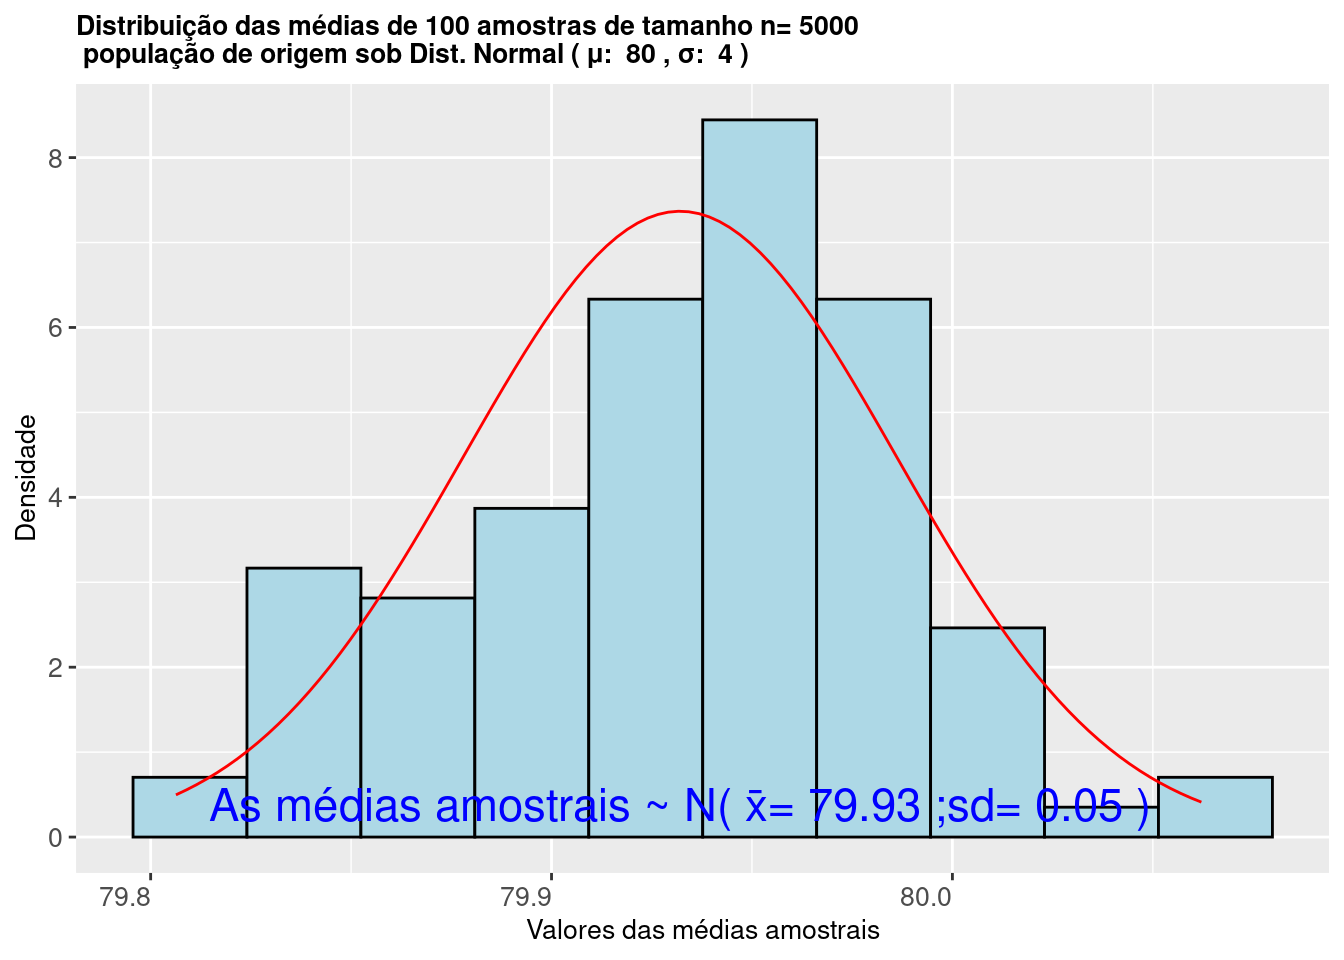 Distribuição das médias de 100 amostras de tamanho n= 5000
população de origem sob Dist. Normal ( μ:  80 , σ:  4 )
Densidade
8
6
4
2
0
As médias amostrais ~ N( x̄= 79.93 ;sd= 0.05 )
79.8
79.9
80.0
Valores das médias amostrais